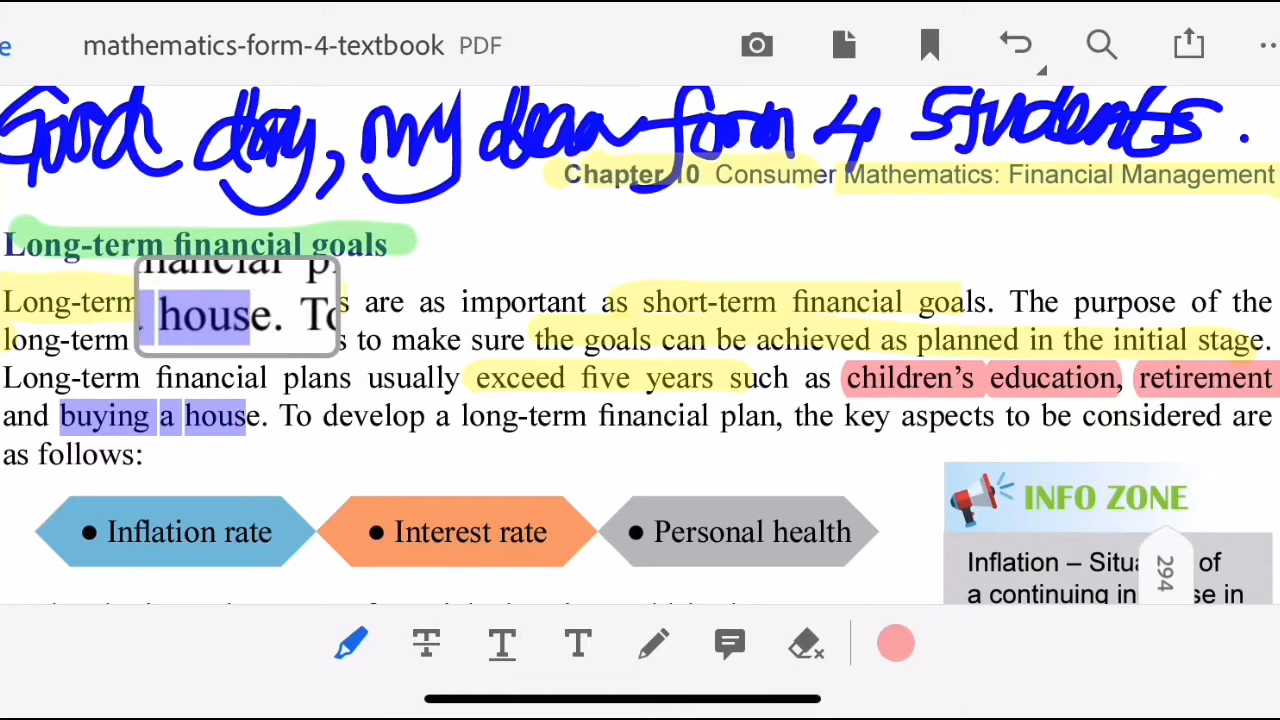 e mathematics-form-4-textbook PDF
Good day, my dear form 4 students.
Chapter 10 Consumer Mathematics: Financial Management
Long-term financial goals
nancial p
house. To
Long-term s are as important as short-term financial goals. The purpose of the
long-term s to make sure the goals can be achieved as planned in the initial stage.
Long-term financial plans usually exceed five years such as children's education, retirement
and buying a house. To develop a long-term financial plan, the key aspects to be considered are
as follows:
• Inflation rate • Interest rate • Personal health
INFO ZONE
Inflation – Situa of
a continuing in se in
294
T T T